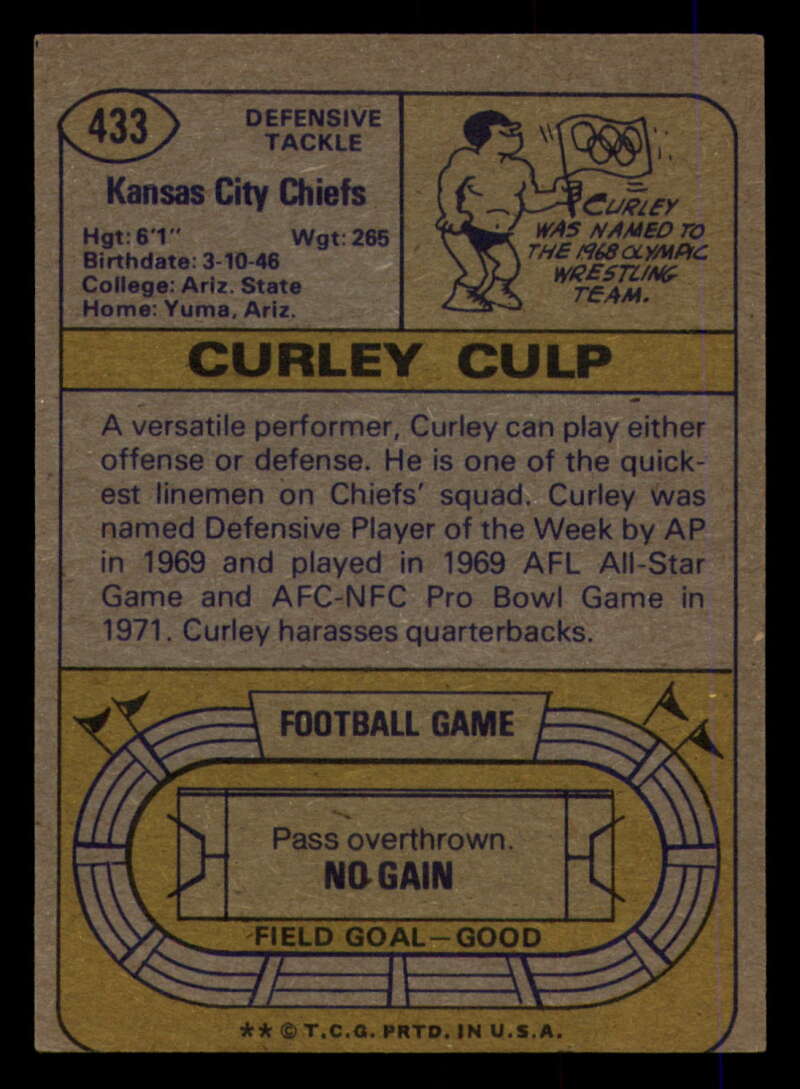 433
DEFENSIVE
TACKLE
Kansas City Chiefs
Hgt: 6'1" Wgt: 265
Birthdate: 3-10-46
College: Ariz. State
Home: Yuma, Ariz.
CURLEY
WAS NAMED TO
THE 1968 OLYMPIC
WRESTLING
TEAM.
CURLEY CULP
A versatile performer, Curley can play either
offense or defense. He is one of the quick-
est linemen on Chiefs' squad. Curley was
named Defensive Player of the Week by AP
in 1969 and played in 1969 AFL All-Star
Game and AFC-NFC Pro Bowl Game in
1971. Curley harasses quarterbacks.
FOOTBALL GAME
Pass overthrown.
NO GAIN
FIELD GOAL—GOOD
** © T.C.G. PRTD. IN U.S.A.